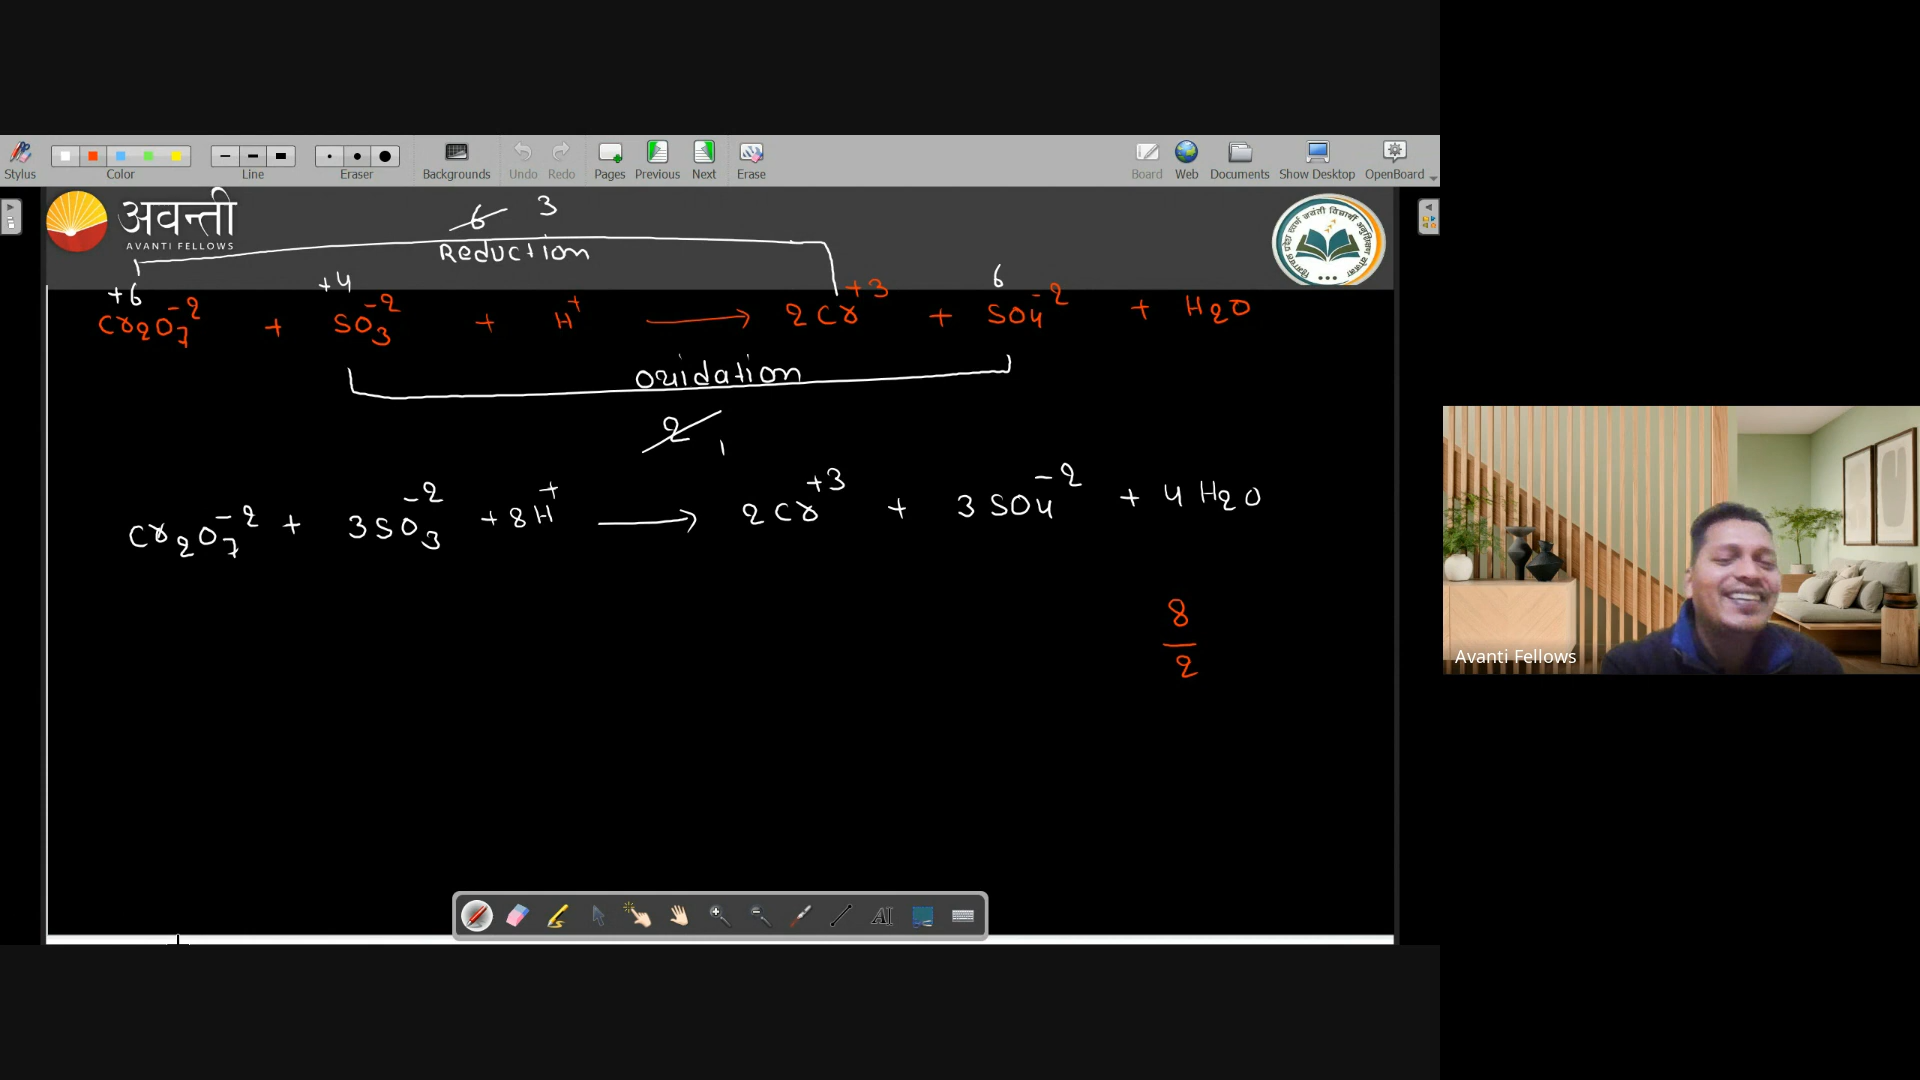 Stylus Color Line Eraser Backgrounds Undo Redo Pages Previous Next Erase Board Web Documents Show Desktop OpenBoard
अवन्ती
AVANTI FELLOWS
6 3
Reduction
+6 +4 6
Cr2O7^-2 + SO3^-2 + H^+ ⟶ 2Cr^+3 + SO4^-2 + H2O
oxidation
2 1
Cr2O7^-2 + 3SO3^-2 + 8H^+ ⟶ 2Cr^+3 + 3SO4^-2 + 4H2O
8
2
Avanti Fellows